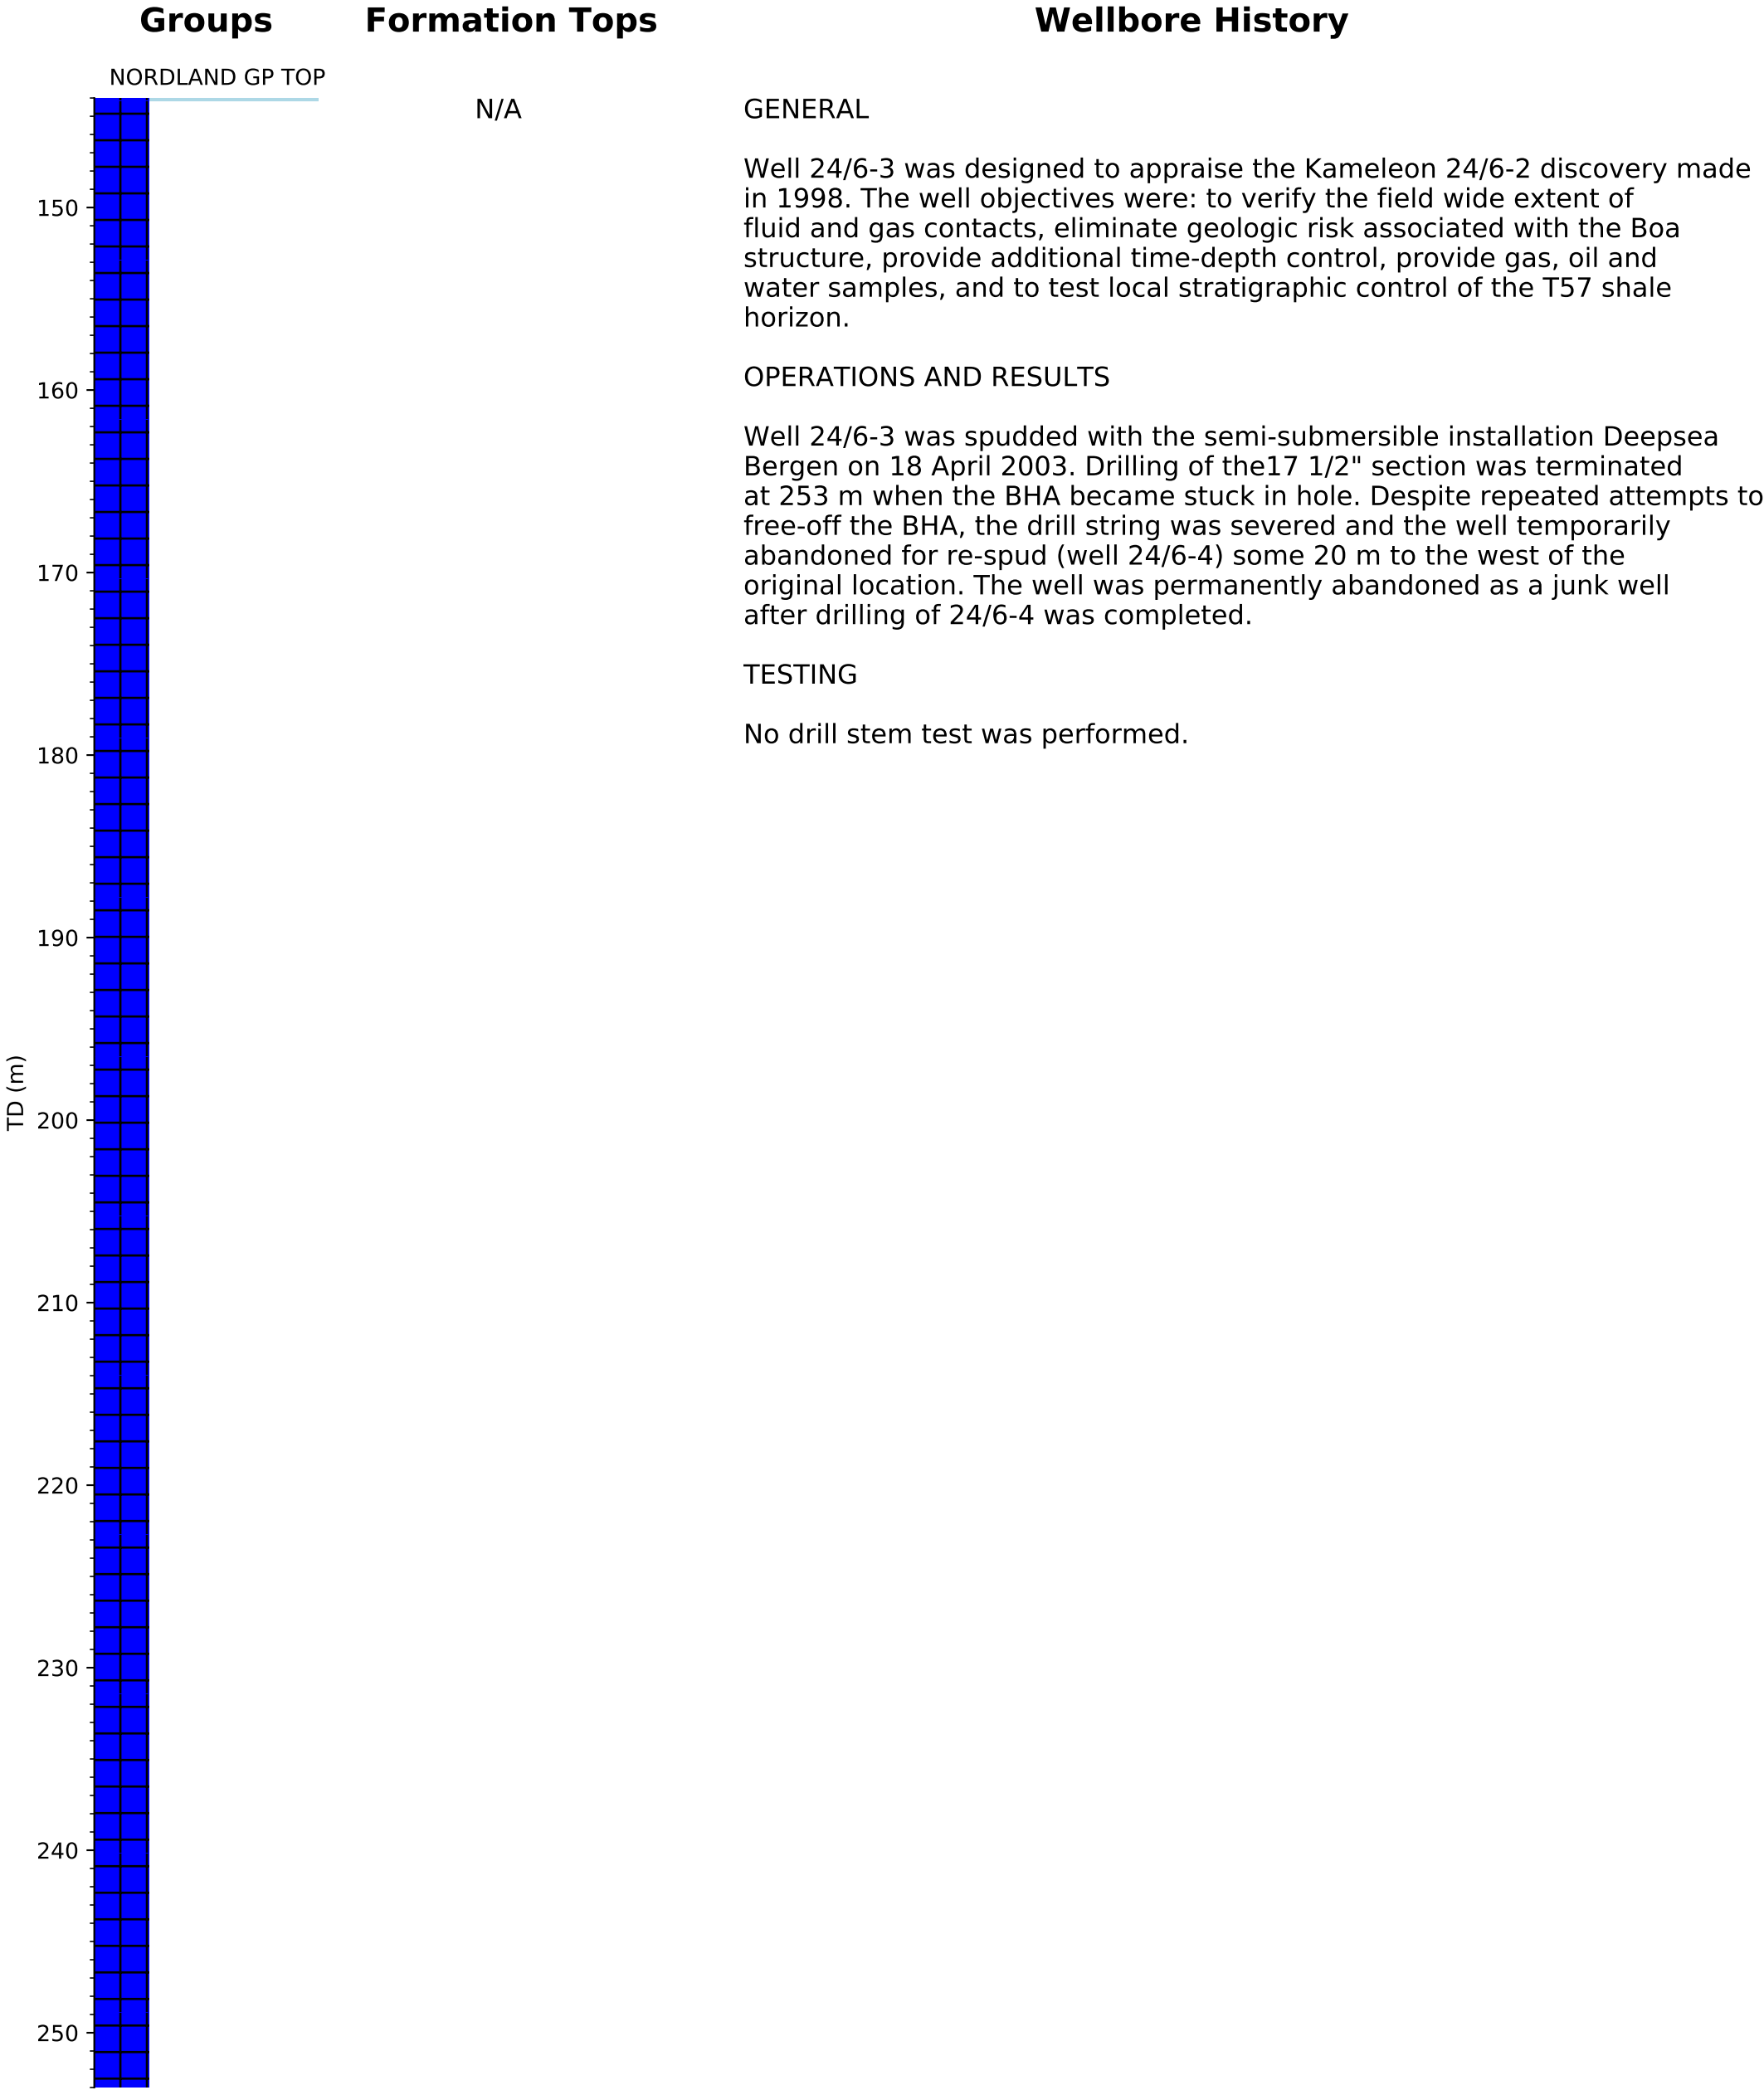 Groups Formation Tops Wellbore History
NORDLAND GP TOP
N/A
GENERAL
Well 24/6-3 was designed to appraise the Kameleon 24/6-2 discovery made
in 1998. The well objectives were: to verify the field wide extent of
fluid and gas contacts, eliminate geologic risk associated with the Boa
structure, provide additional time-depth control, provide gas, oil and
water samples, and to test local stratigraphic control of the T57 shale
horizon.
OPERATIONS AND RESULTS
Well 24/6-3 was spudded with the semi-submersible installation Deepsea
Bergen on 18 April 2003. Drilling of the17 1/2" section was terminated
at 253 m when the BHA became stuck in hole. Despite repeated attempts to
free-off the BHA, the drill string was severed and the well temporarily
abandoned for re-spud (well 24/6-4) some 20 m to the west of the
original location. The well was permanently abandoned as a junk well
after drilling of 24/6-4 was completed.
TESTING
No drill stem test was performed.
150
160
170
180
190
200
210
220
230
240
250
TD (m)